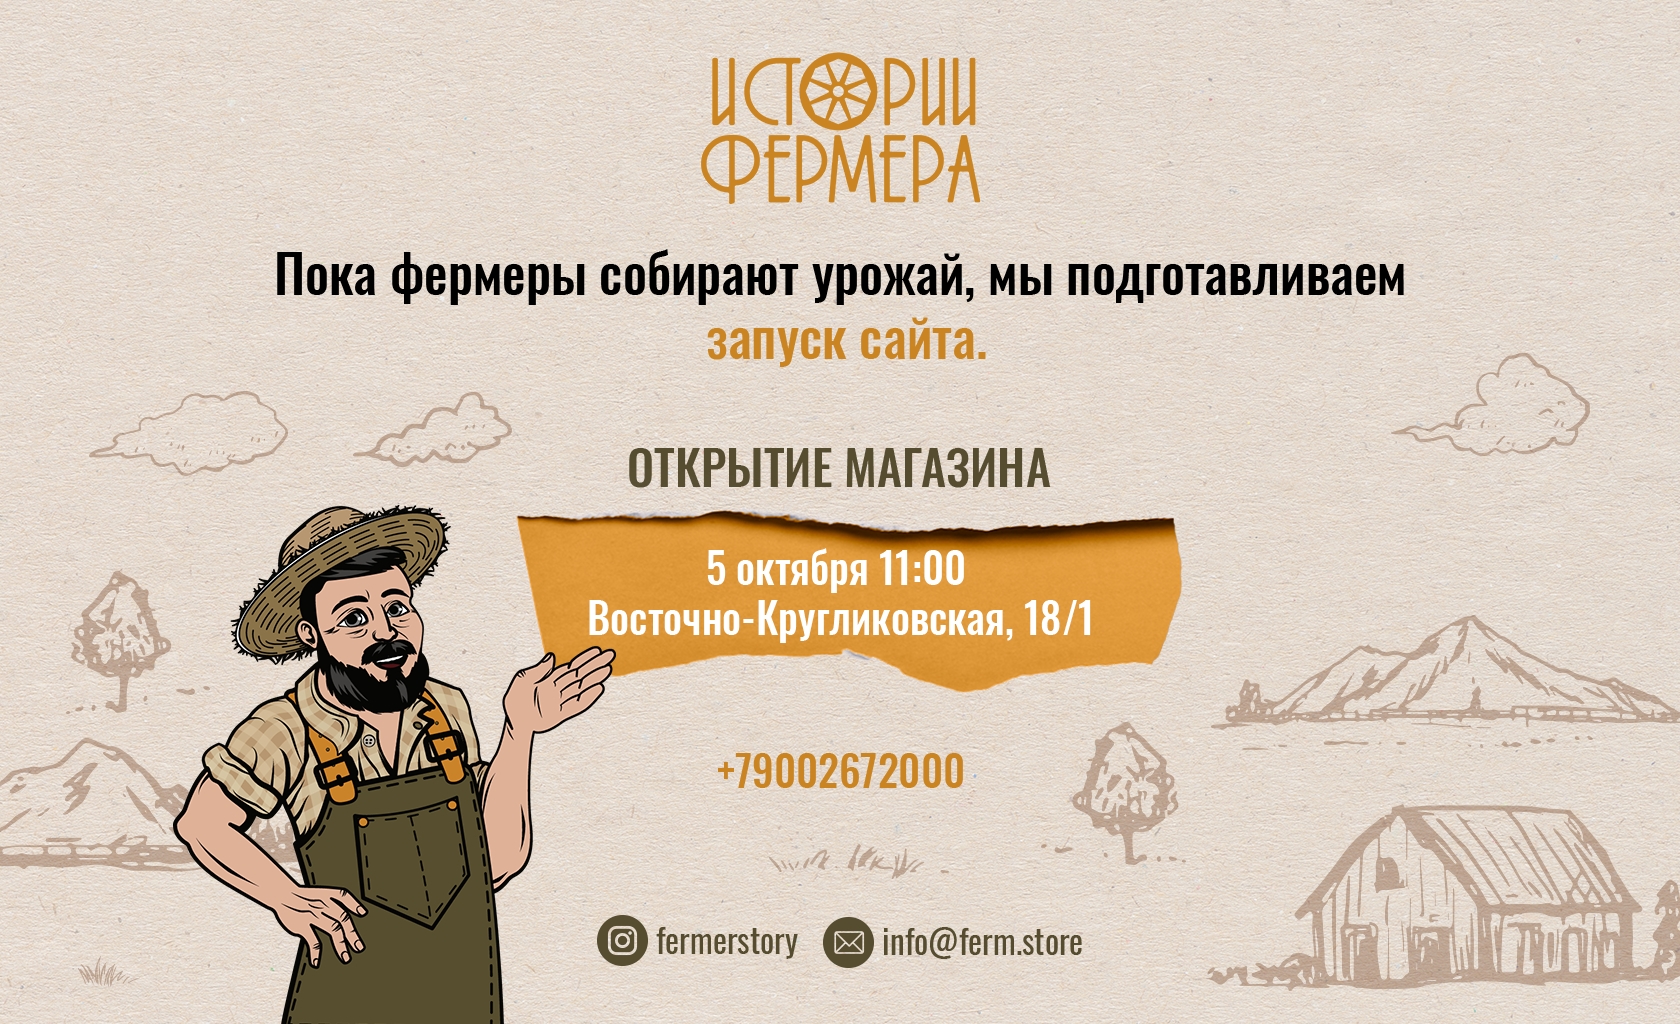 ИСТОРИИ
ФЕРМЕРА
Пока фермеры собирают урожай, мы подготавливаем
запуск сайта.
ОТКРЫТИЕ МАГАЗИНА
5 октября 11:00
Восточно-Кругликовская, 18/1
+79002672000
fermerstory info@ferm.store